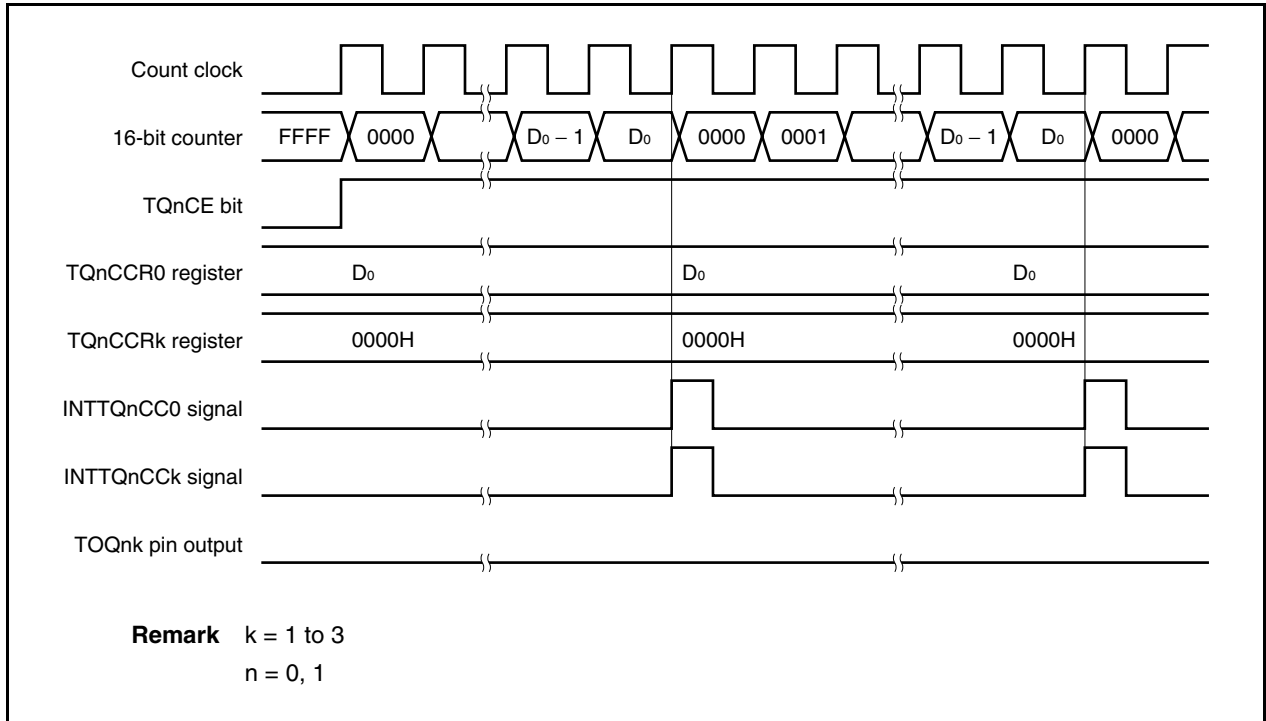 Count clock
16-bit counter FFFF 0000 D0 − 1 D0 0000 0001 D0 − 1 D0 0000
TQnCE bit
TQnCCR0 register D0 D0 D0
TQnCCRk register 0000H 0000H 0000H
INTTQnCC0 signal
INTTQnCCk signal
TOQnk pin output
Remark k = 1 to 3
n = 0, 1